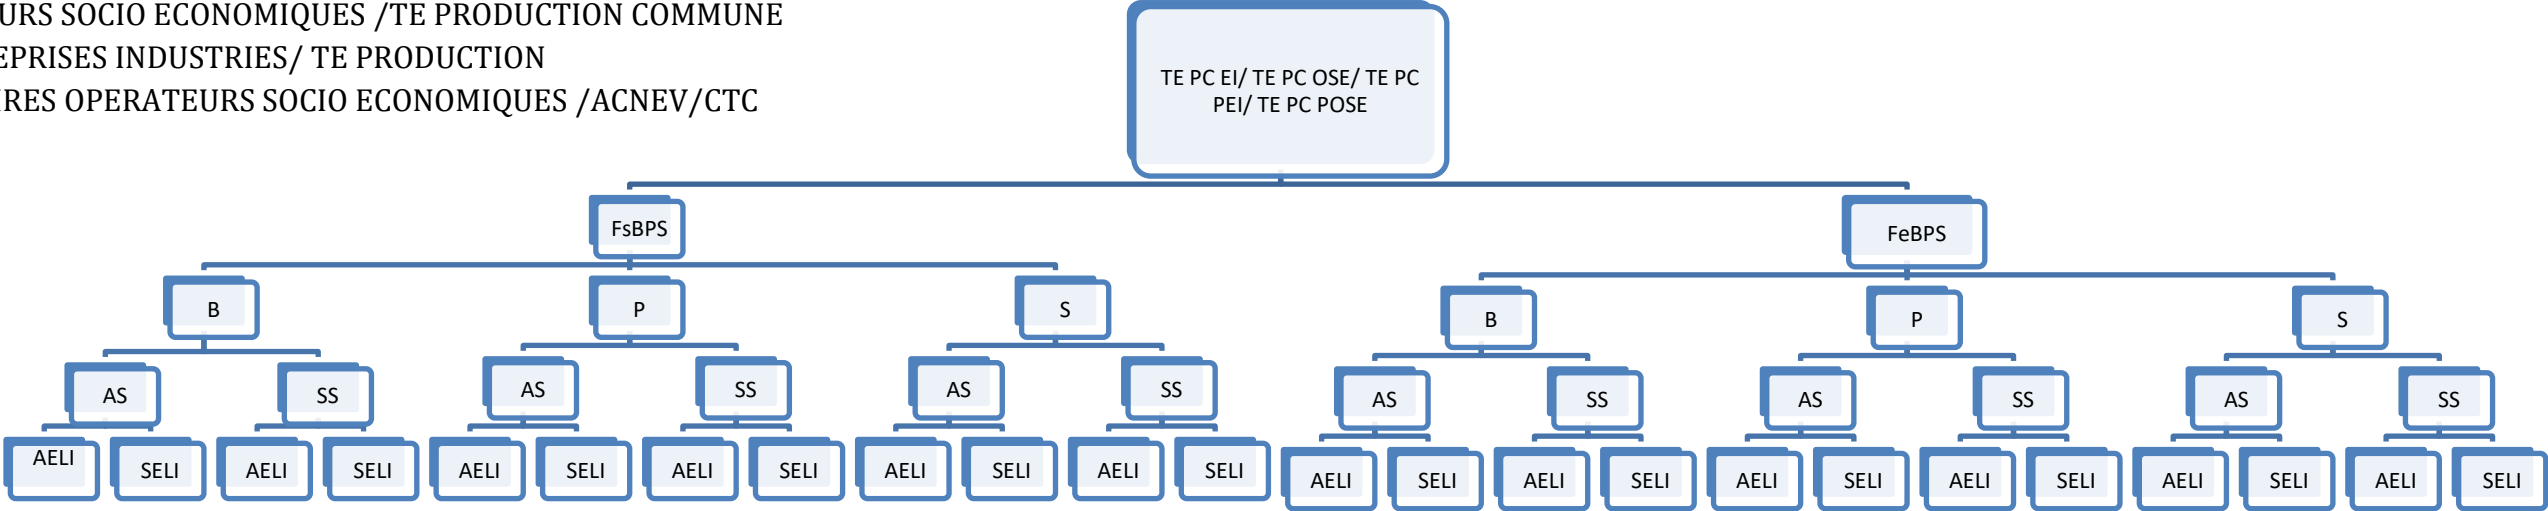 URS SOCIO ECONOMIQUES /TE PRODUCTION COMMUNE
EPRISES INDUSTRIES/ TE PRODUCTION
IRES OPERATEURS SOCIO ECONOMIQUES /ACNEV/CTC
TE PC EI/ TE PC OSE/ TE PC
PEI/ TE PC POSE
FsBPS
FeBPS
B
P
S
B
P
S
AS
SS
AS
SS
AS
SS
AS
SS
AS
SS
AS
SS
AELI
SELI
AELI
SELI
AELI
SELI
AELI
SELI
AELI
SELI
AELI
SELI
AELI
SELI
AELI
SELI
AELI
SELI
AELI
SELI
AELI
SELI
AELI
SELI